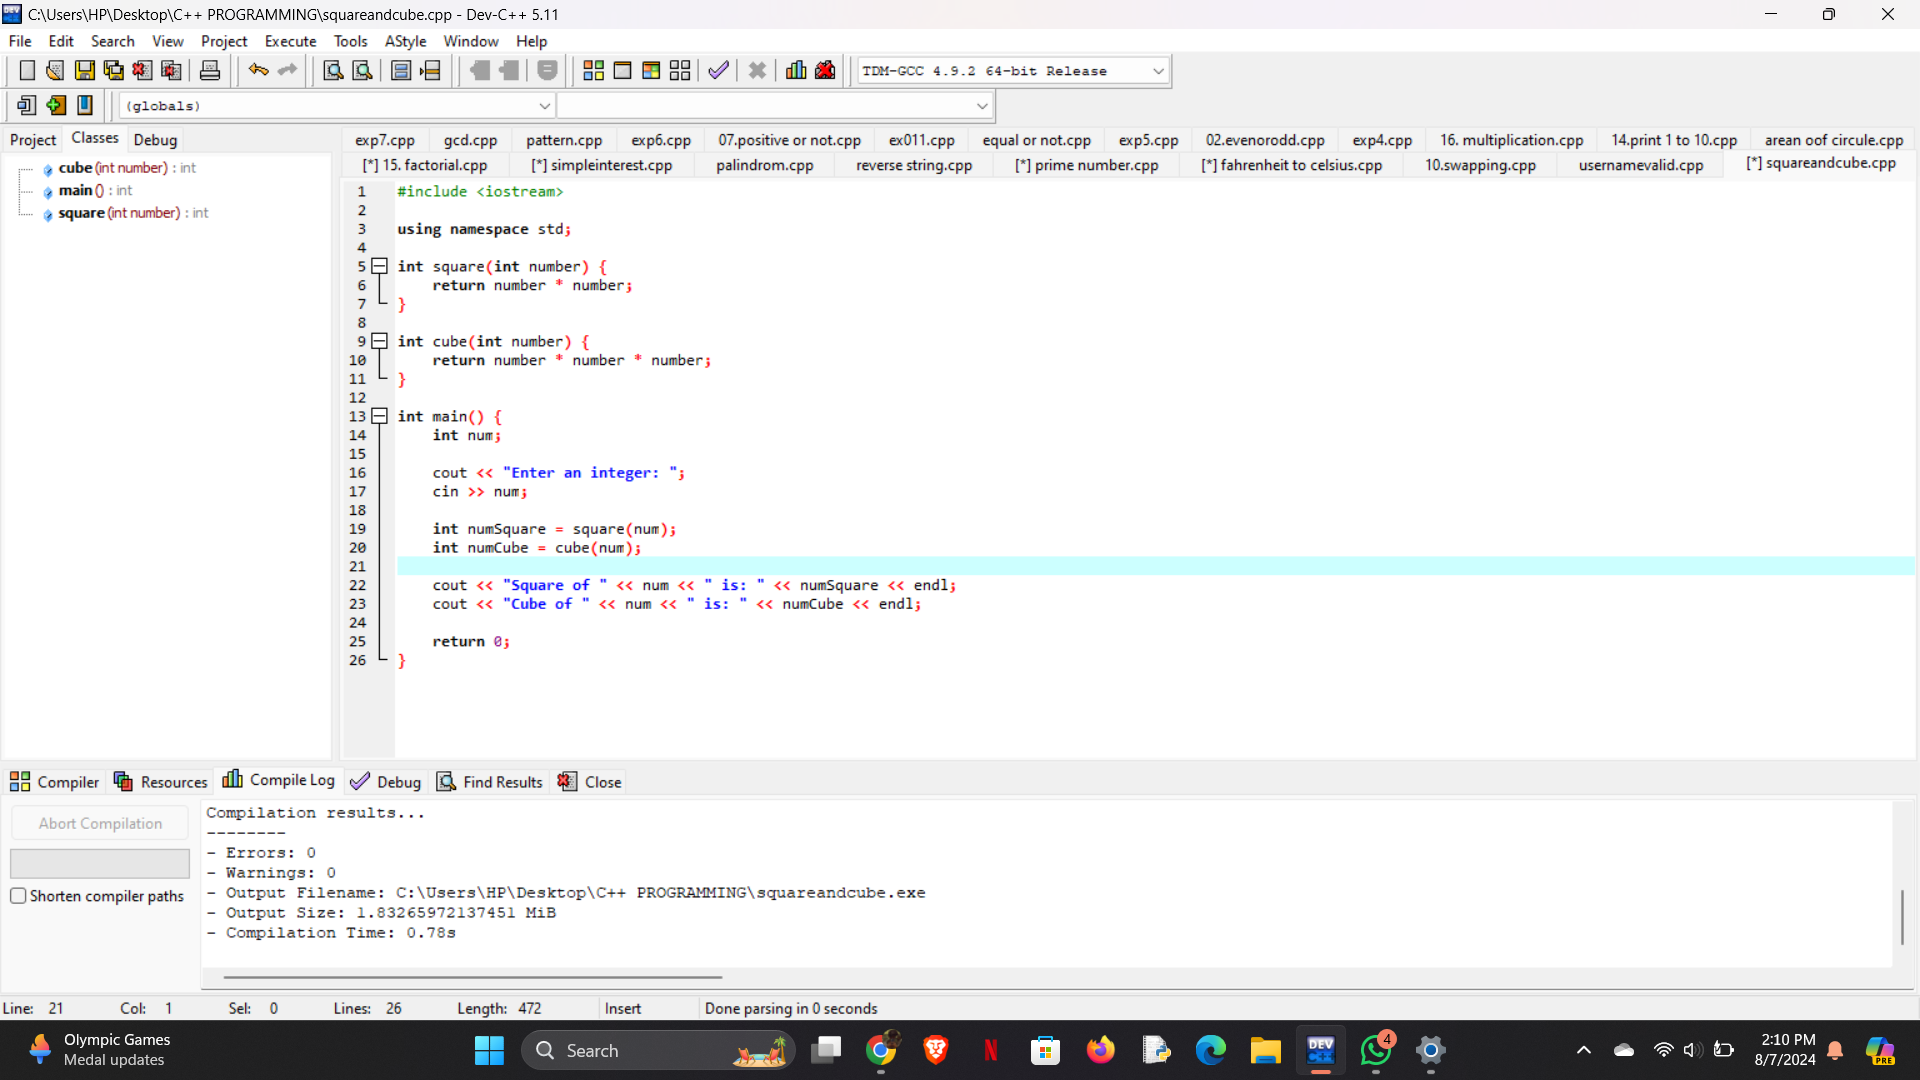 C:\Users\HP\Desktop\C++ PROGRAMMING\squareandcube.cpp - Dev-C++ 5.11
File Edit Search View Project Execute Tools AStyle Window Help
TDM-GCC 4.9.2 64-bit Release
(globals)
Project Classes Debug
cube (int number) : int
main () : int
square (int number) : int
exp7.cpp gcd.cpp pattern.cpp exp6.cpp 07.positive or not.cpp ex011.cpp equal or not.cpp exp5.cpp 02.evenorodd.cpp exp4.cpp 16. multiplication.cpp 14.print 1 to 10.cpp arean oof circule.cpp
[*] 15. factorial.cpp [*] simpleinterest.cpp palindrom.cpp reverse string.cpp [*] prime number.cpp [*] fahrenheit to celsius.cpp 10.swapping.cpp usernamevalid.cpp [*] squareandcube.cpp
1 #include <iostream>
2
3 using namespace std;
4
5 int square(int number) {
6 return number * number;
7 }
8
9 int cube(int number) {
10 return number * number * number;
11 }
12
13 int main() {
14 int num;
15
16 cout << "Enter an integer: ";
17 cin >> num;
18
19 int numSquare = square(num);
20 int numCube = cube(num);
21
22 cout << "Square of " << num << " is: " << numSquare << endl;
23 cout << "Cube of " << num << " is: " << numCube << endl;
24
25 return 0;
26 }
Compiler Resources Compile Log Debug Find Results Close
Abort Compilation
Shorten compiler paths
Compilation results...
--------
- Errors: 0
- Warnings: 0
- Output Filename: C:\Users\HP\Desktop\C++ PROGRAMMING\squareandcube.exe
- Output Size: 1.83265972137451 MiB
- Compilation Time: 0.78s
Line: 21 Col: 1 Sel: 0 Lines: 26 Length: 472 Insert Done parsing in 0 seconds
Olympic Games
Medal updates
Search
DEV
4
2:10 PM
8/7/2024
PRE